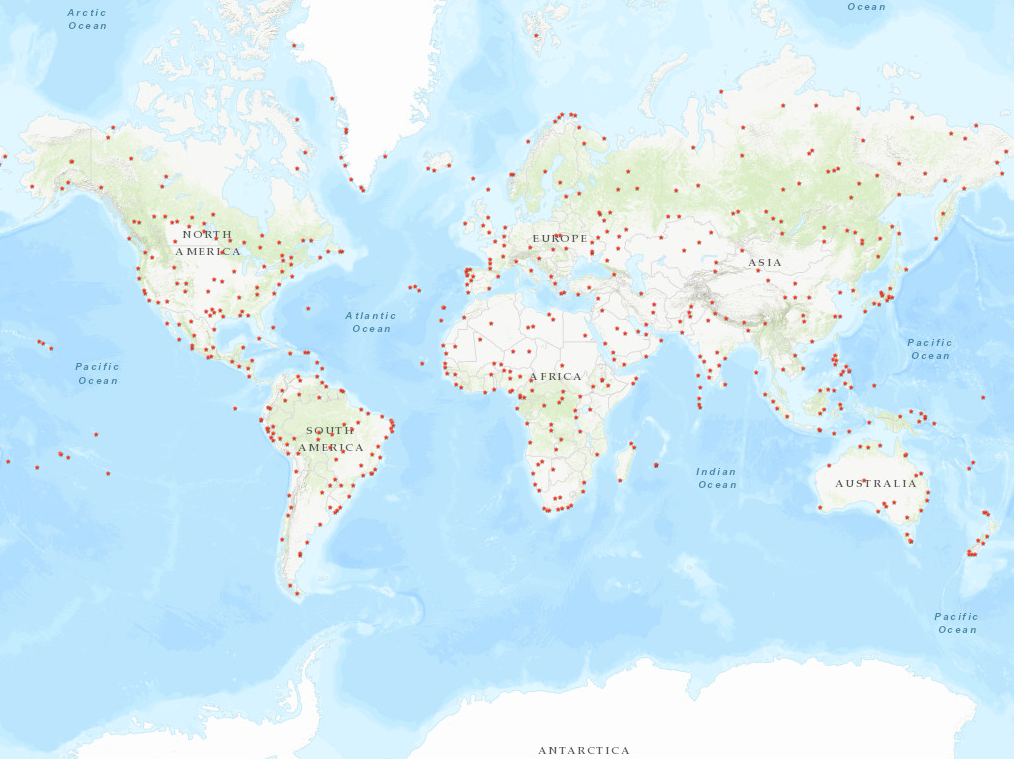 Arctic
Ocean
Ocean
NORTH
AMERICA
EUROPE
ASIA
Atlantic
Ocean
Pacific
Ocean
Pacific
Ocean
AFRICA
SOUTH
AMERICA
Indian
Ocean
AUSTRALIA
Pacific
Ocean
ANTARCTICA